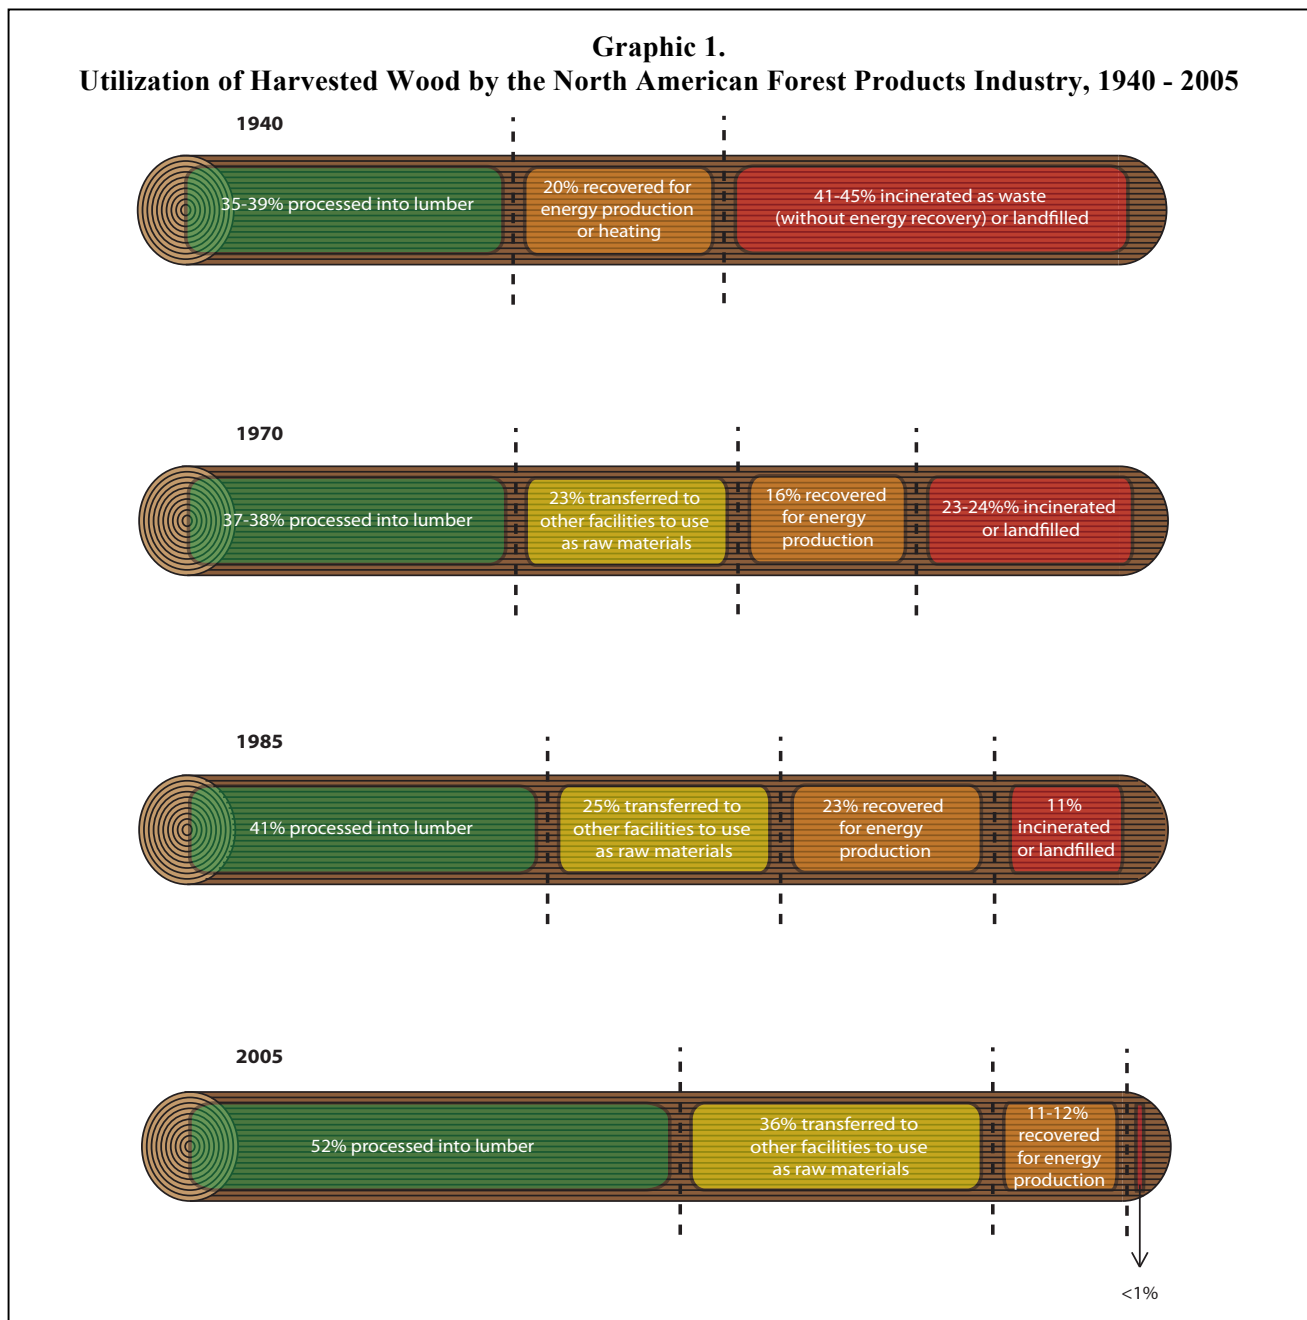 Graphic 1.
Utilization of Harvested Wood by the North American Forest Products Industry, 1940 - 2005
1940
35-39% processed into lumber
20% recovered for
energy production
or heating
41-45% incinerated as waste
(without energy recovery) or landfilled
1970
37-38% processed into lumber
23% transferred to
other facilities to use
as raw materials
16% recovered
for energy
production
23-24%% incinerated
or landfilled
1985
41% processed into lumber
25% transferred to
other facilities to use
as raw materials
23% recovered
for energy
production
11%
incinerated
or landfilled
2005
52% processed into lumber
36% transferred to
other facilities to use
as raw materials
11-12%
recovered
for energy
production
<1%